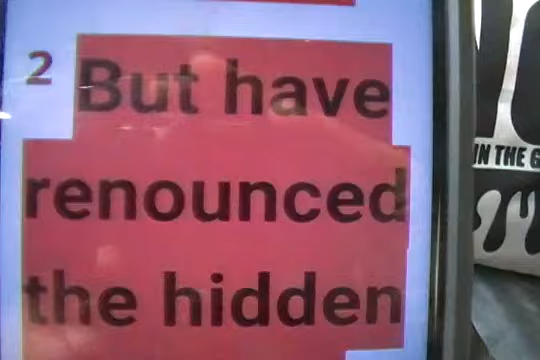 2 But have
renounced
the hidden
IN THE G